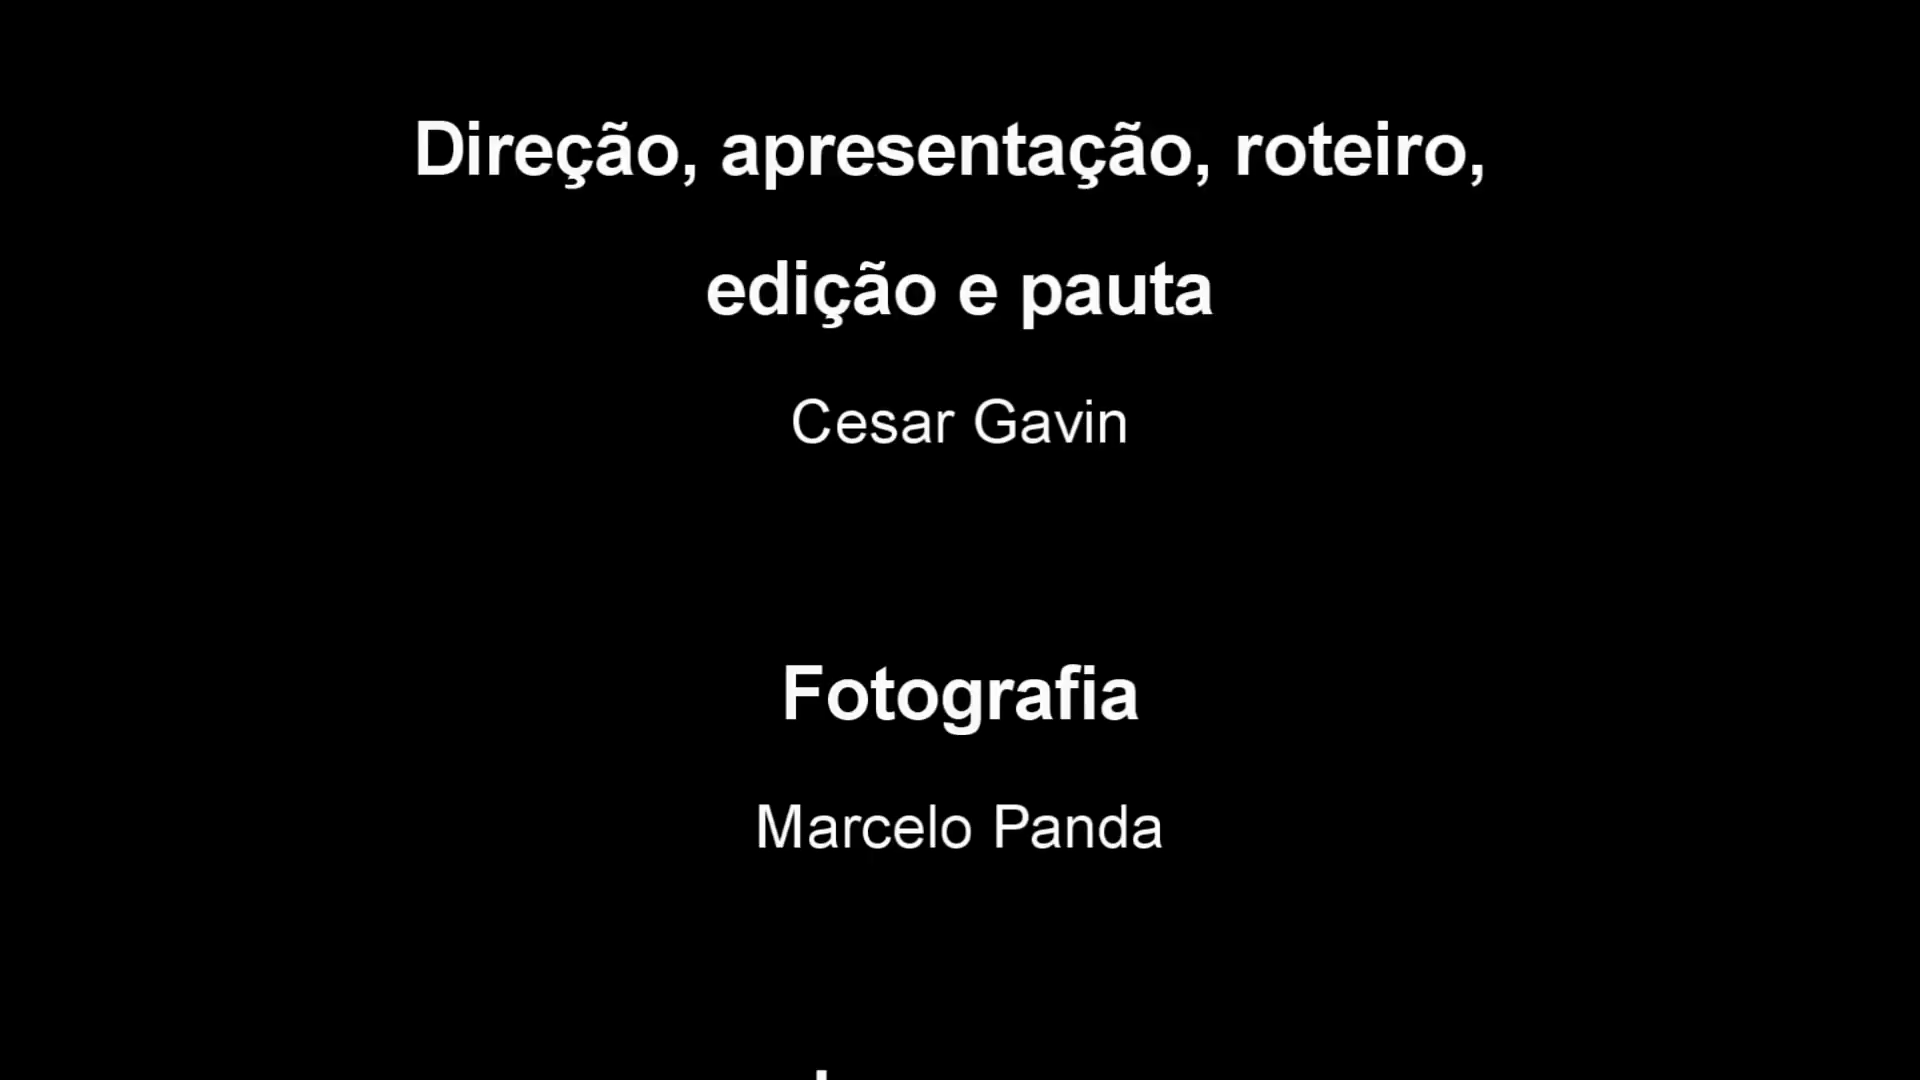 Direção, apresentação, roteiro,
edição e pauta
Cesar Gavin
Fotografia
Marcelo Panda